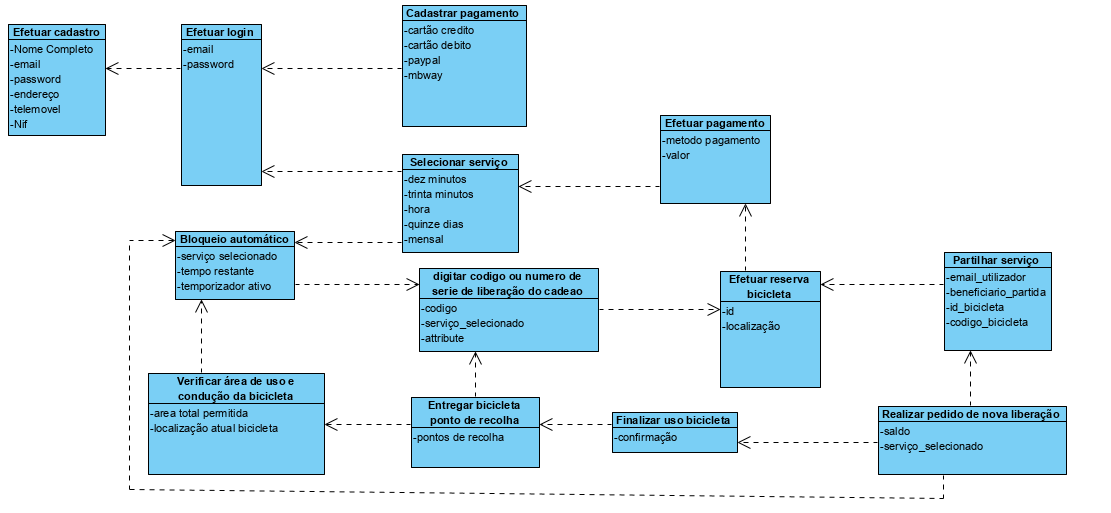 Efetuar cadastro
-Nome Completo
-email
-password
-endereço
-telemovel
-Nif
Efetuar login
-email
-password
Cadastrar pagamento
-cartão credito
-cartão debito
-paypal
-mbway
Efetuar pagamento
-metodo pagamento
-valor
Selecionar serviço
-dez minutos
-trinta minutos
-hora
-quinze dias
-mensal
Bloqueio automático
-serviço selecionado
-tempo restante
-temporizador ativo
digitar codigo ou numero de
serie de liberação do cadeao
-codigo
-serviço_selecionado
-attribute
Efetuar reserva
bicicleta
-id
-localização
Partilhar serviço
-email_utilizador
-beneficiario_partida
-id_bicicleta
-codigo_bicicleta
Verificar área de uso e
condução da bicicleta
-area total permitida
-localização atual bicicleta
Entregar bicicleta
ponto de recolha
-pontos de recolha
Finalizar uso bicicleta
-confirmação
Realizar pedido de nova liberação
-saldo
-serviço_selecionado